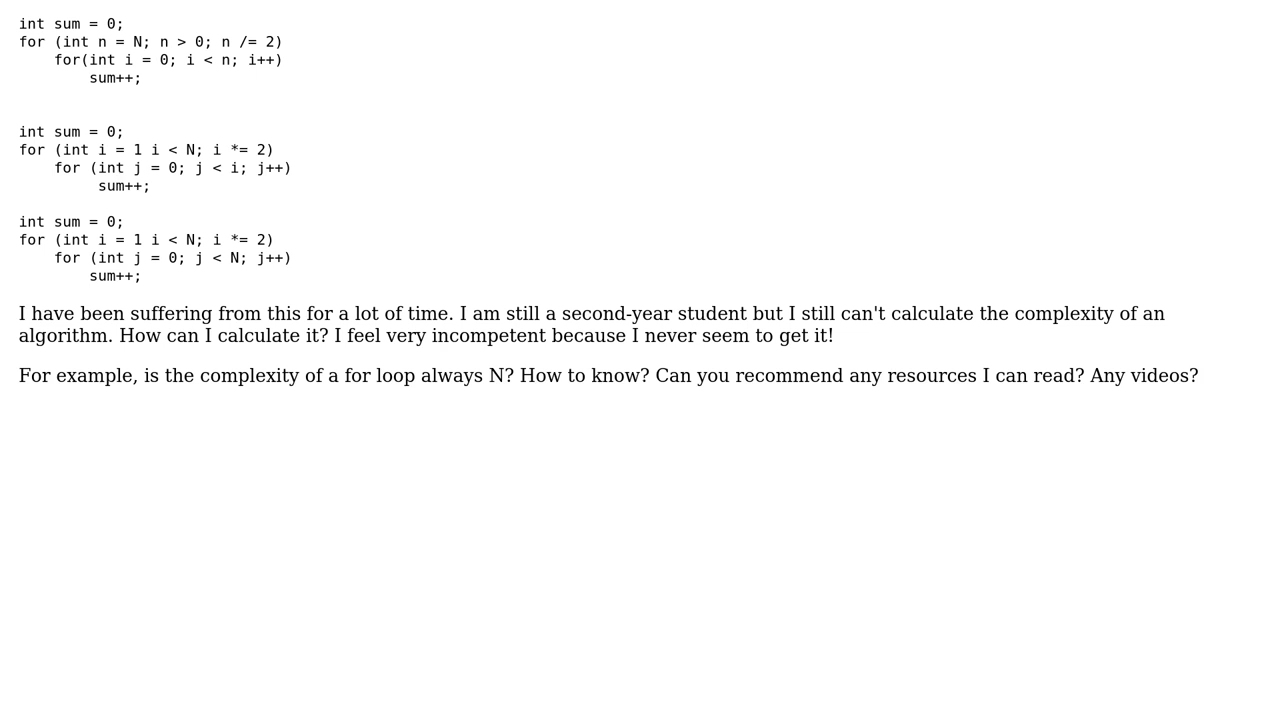 int sum = 0;
for (int n = N; n > 0; n /= 2)
    for(int i = 0; i < n; i++)
        sum++;
int sum = 0;
for (int i = 1 i < N; i *= 2)
    for (int j = 0; j < i; j++)
         sum++;
int sum = 0;
for (int i = 1 i < N; i *= 2)
    for (int j = 0; j < N; j++)
        sum++;
I have been suffering from this for a lot of time. I am still a second-year student but I still can't calculate the complexity of an
algorithm. How can I calculate it? I feel very incompetent because I never seem to get it!
For example, is the complexity of a for loop always N? How to know? Can you recommend any resources I can read? Any videos?